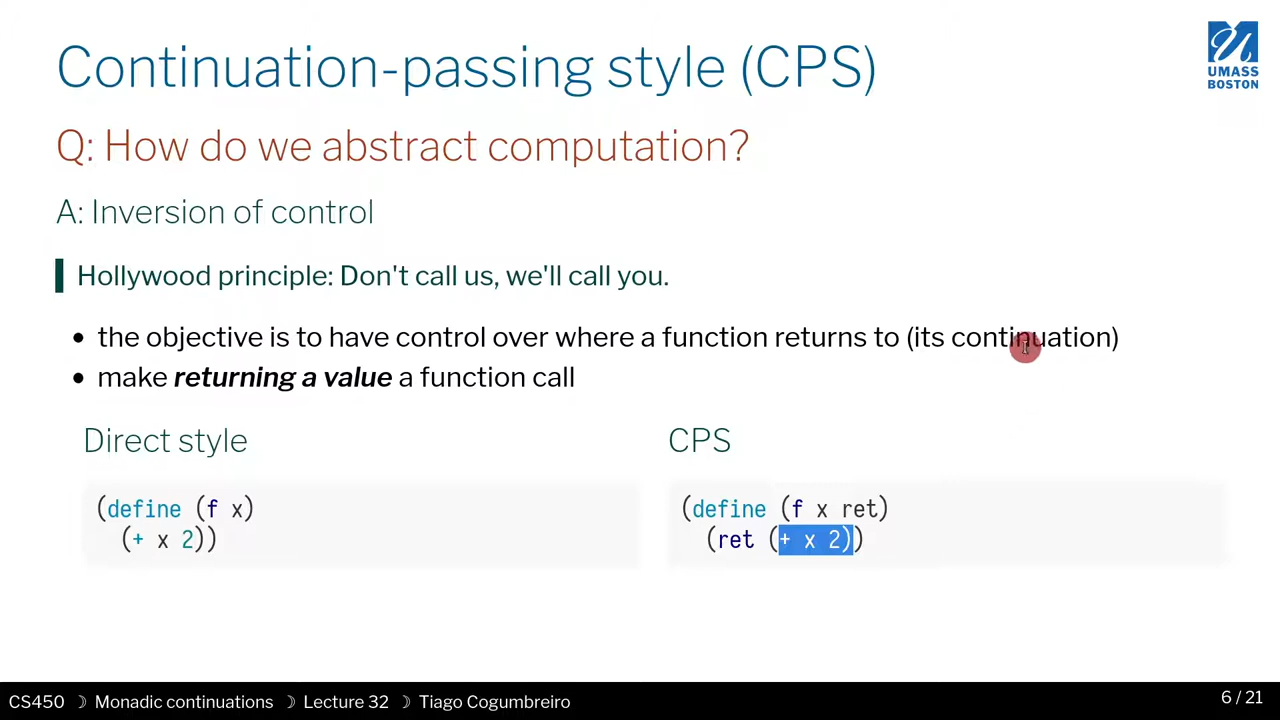 Continuation-passing style (CPS)
UMASS
BOSTON
Q: How do we abstract computation?
A: Inversion of control
Hollywood principle: Don't call us, we'll call you.
• the objective is to have control over where a function returns to (its continuation)
• make returning a value a function call
Direct style
(define (f x)
(+ x 2))
CPS
(define (f x ret)
(ret (+ x 2))
CS450 ☽ Monadic continuations ☽ Lecture 32 ☽ Tiago Cogumbreiro
6 / 21